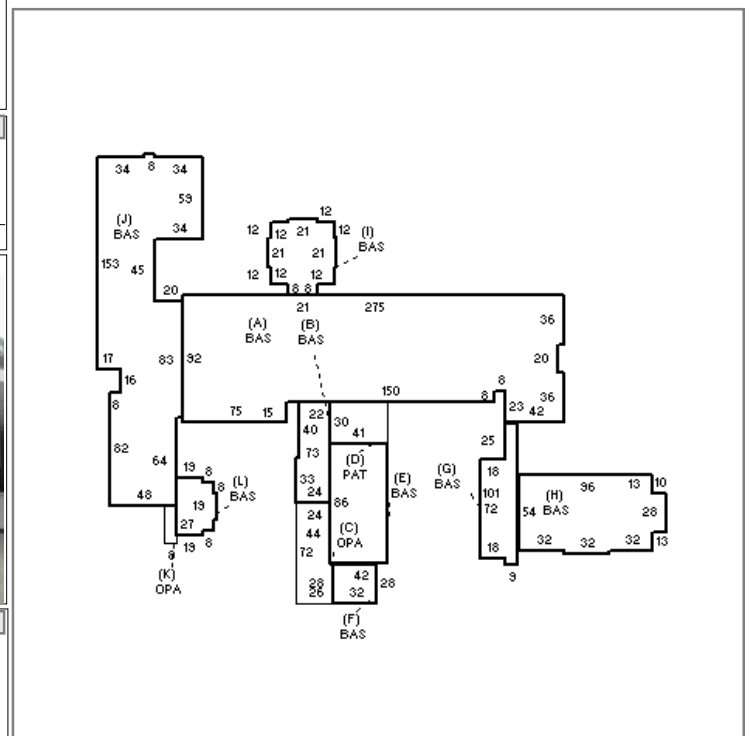 34 8 34
59
(J)
BAS
34
153 45
20
12
12 12 21 12
(I)
BAS
21 21
12 12 12
8 8
21 275
36
(A)
BAS
(B)
BAS
17
83 92
20
16
8
150
8
8
36
23 42
75 15
22 30
40
41
82
64
73
25
19 8
8
(L)
BAS
(D)
PAT
(E)
BAS
(G)
BAS
18
33
24
48
19
86
101
72
96 13 10
(H)
BAS
54
28
27
24
44
(C)
OPA
19 8
72
18
32 32 32 13
8
(K)
OPA
28
26
42
32
28
9
(F)
BAS